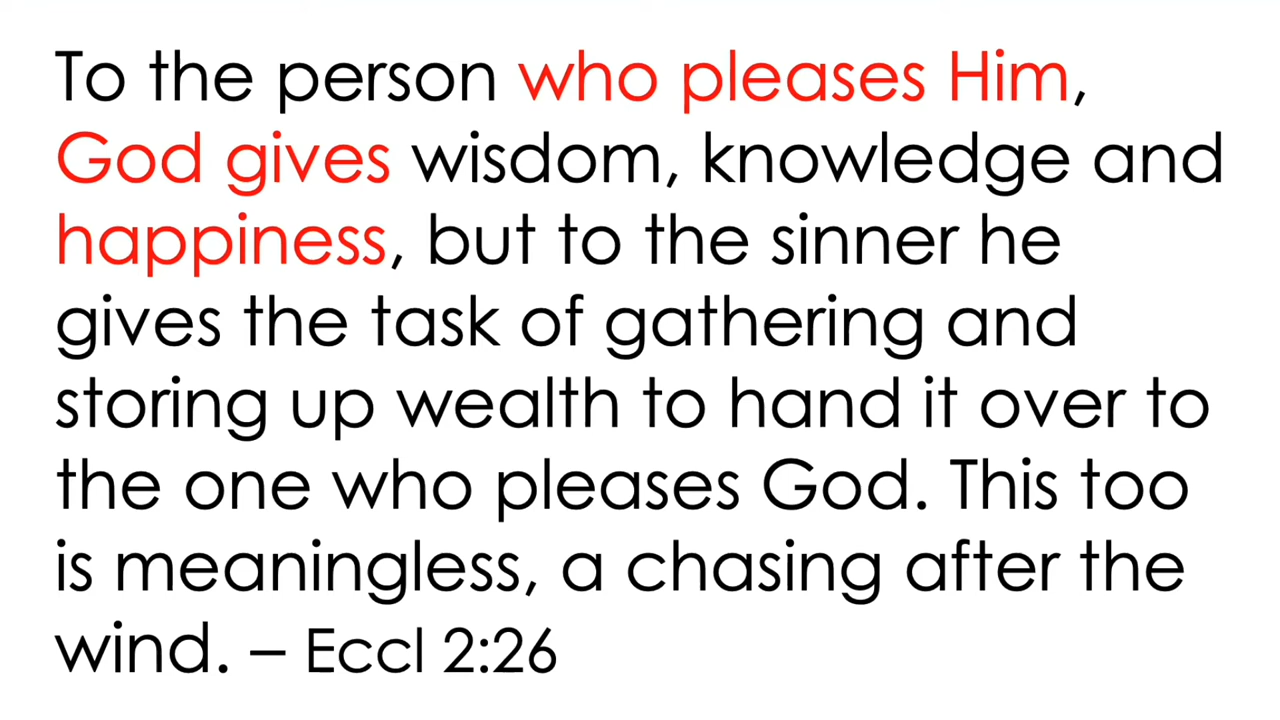 To the person who pleases Him,
God gives wisdom, knowledge and
happiness, but to the sinner he
gives the task of gathering and
storing up wealth to hand it over to
the one who pleases God. This too
is meaningless, a chasing after the
wind. – Eccl 2:26